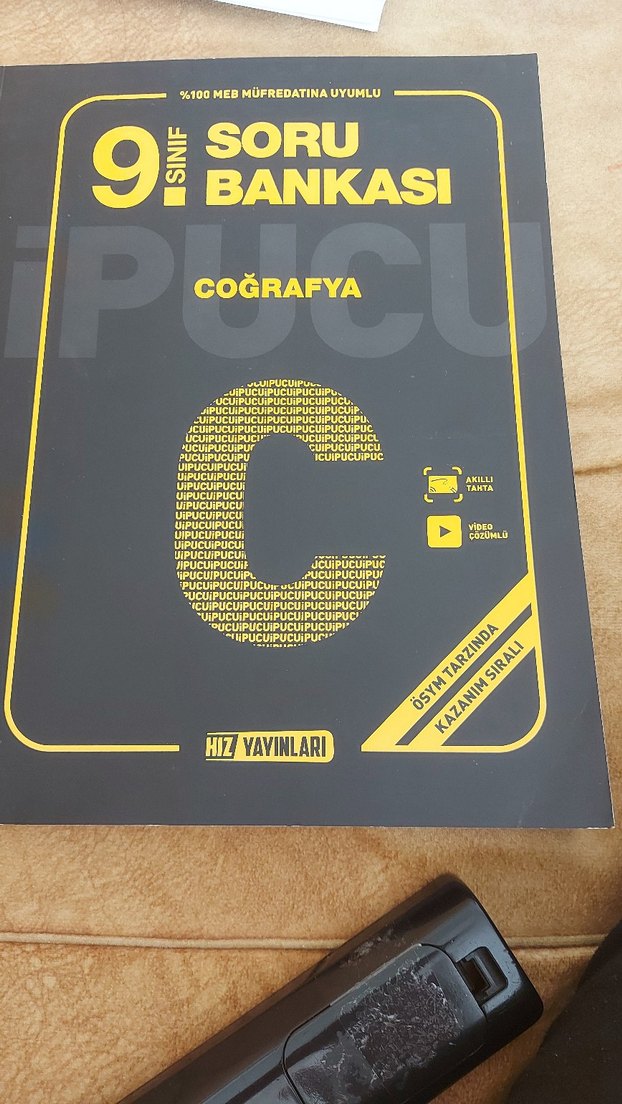 %100 MEB MÜFREDATINA UYUMLU
9. SINIF
SORU
BANKASI
iPUCU
COĞRAFYA
C
AKILLI
TAHTA
VİDEO
ÇÖZÜMLÜ
ÖSYM TARZINDA
KAZANIM SIRALI
HIZ YAYINLARI